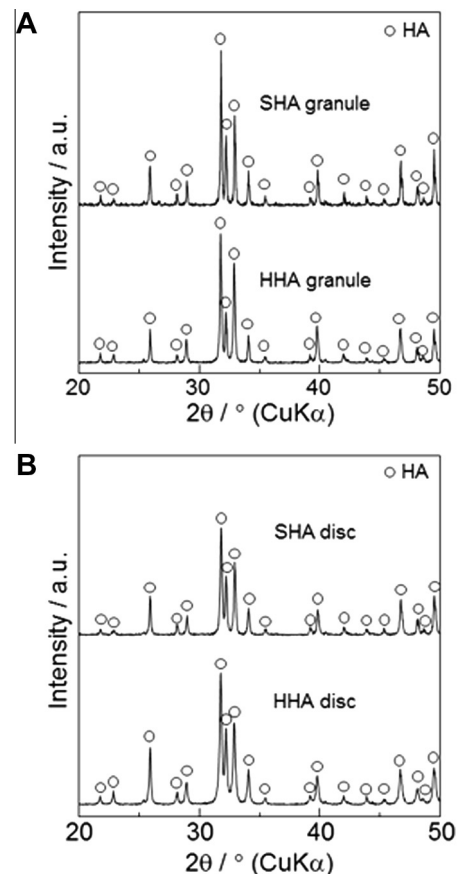 A
○ HA
SHA granule
HHA granule
Intensity / a.u.
20 30 40 50
2θ / ° (CuKα)
B
○ HA
SHA disc
HHA disc
Intensity / a.u.
20 30 40 50
2θ / ° (CuKα)